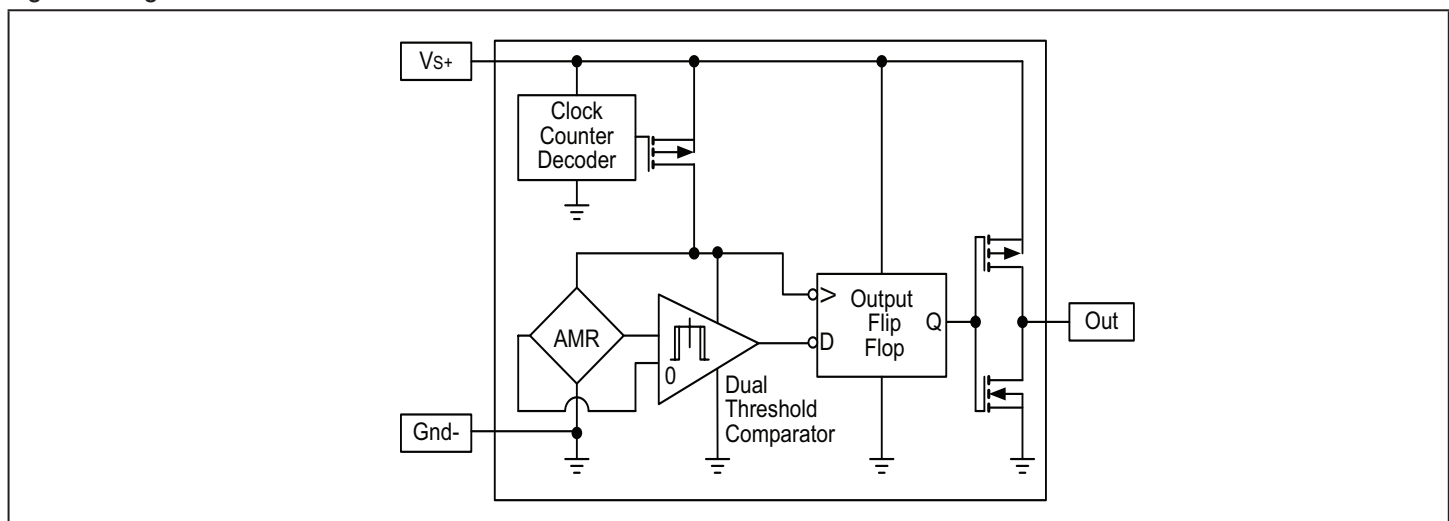 Vs+
Clock
Counter
Decoder
AMR
0
Dual
Threshold
Comparator
D
Output
Flip
Flop
Q
Out
Gnd-